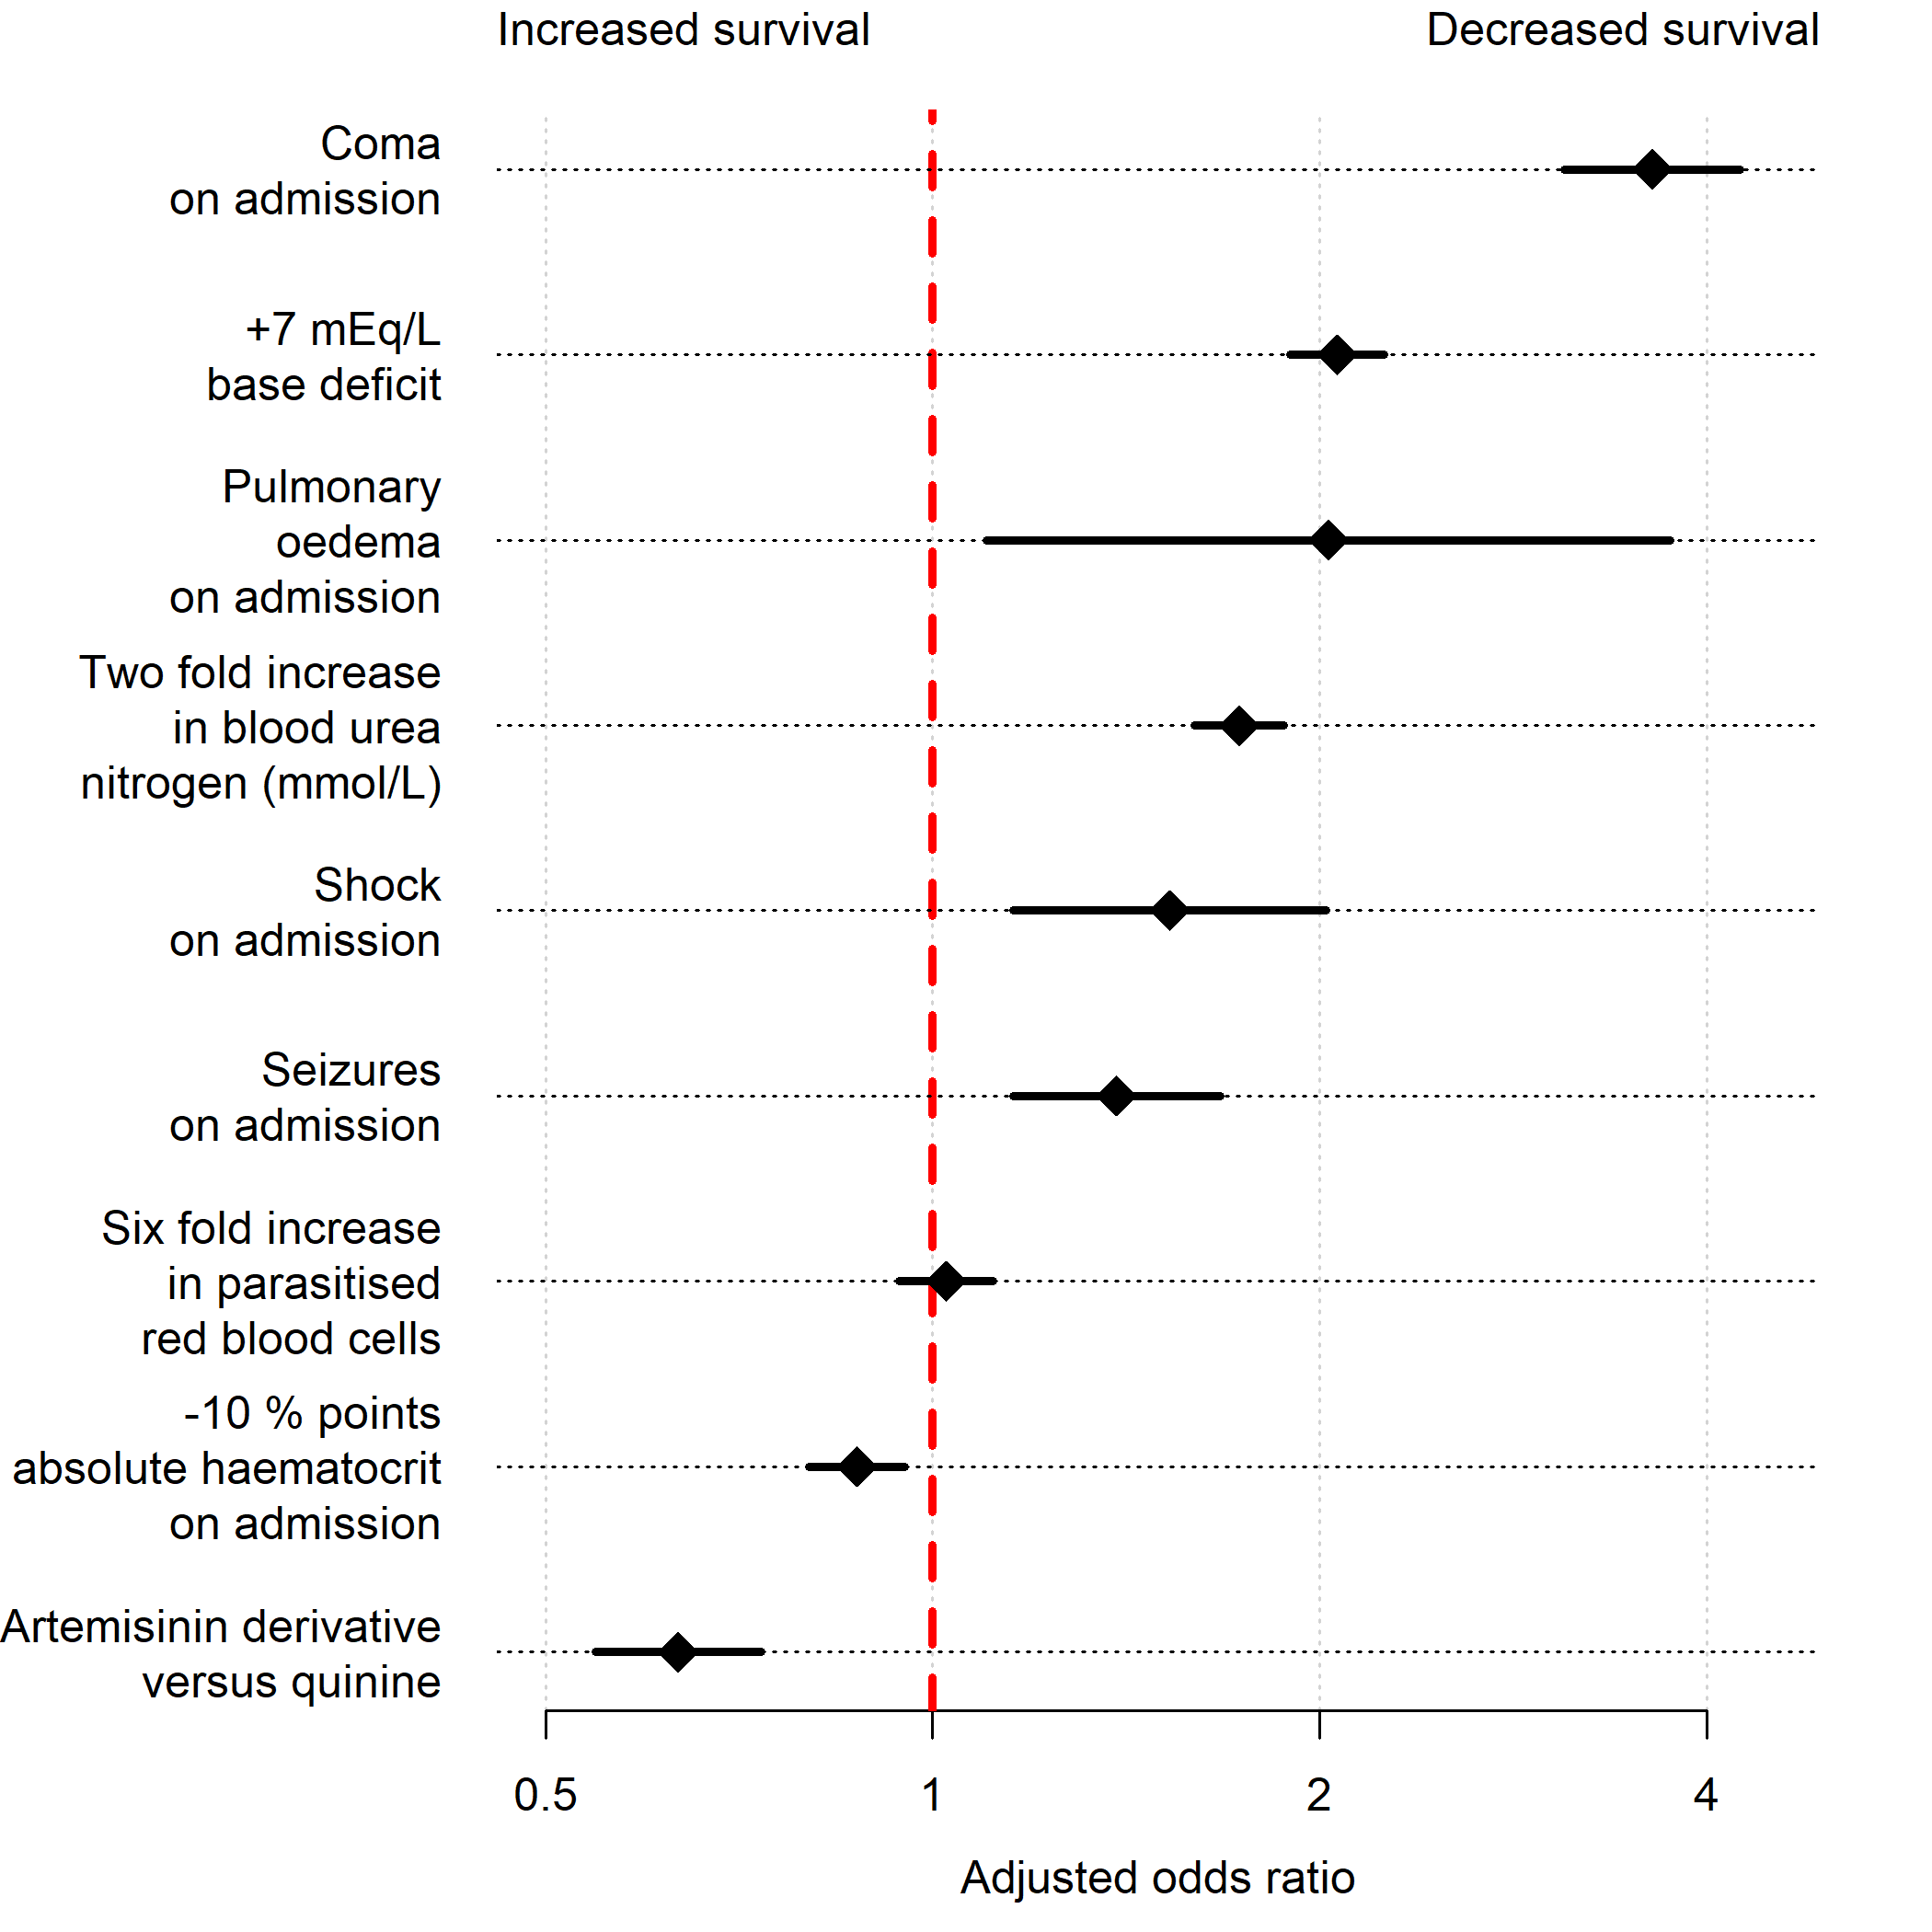 Increased survival
Decreased survival
Coma
on admission
+7 mEq/L
base deficit
Pulmonary
oedema
on admission
Two fold increase
in blood urea
nitrogen (mmol/L)
Shock
on admission
Seizures
on admission
Six fold increase
in parasitised
red blood cells
-10 % points
absolute haematocrit
on admission
Artemisinin derivative
versus quinine
0.5
1
2
4
Adjusted odds ratio